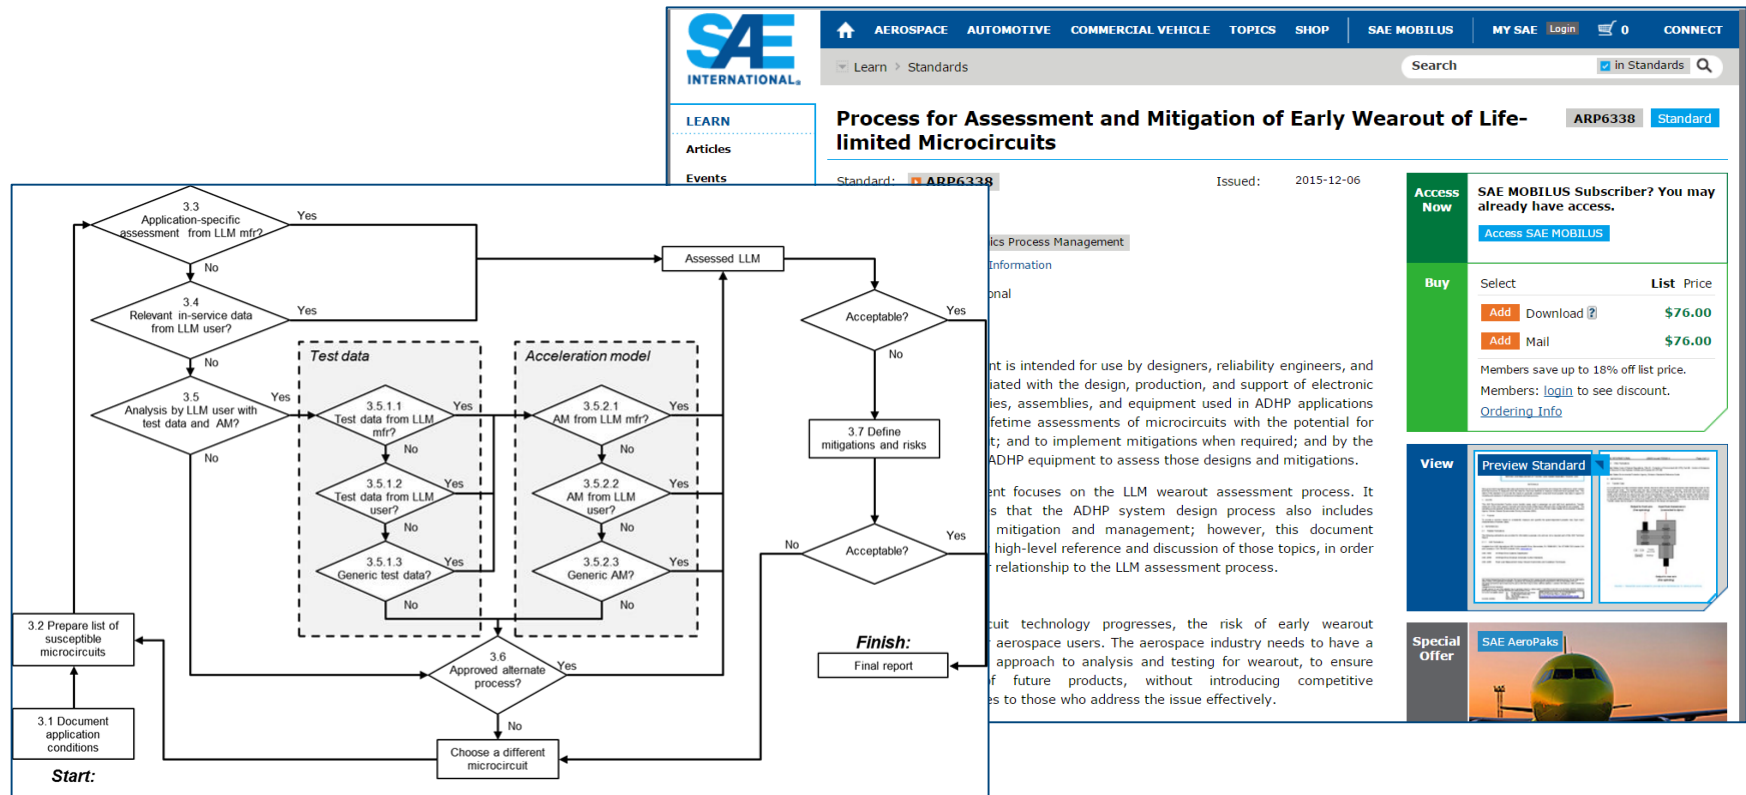 SAE
INTERNATIONAL®
AEROSPACE AUTOMOTIVE COMMERCIAL VEHICLE TOPICS SHOP SAE MOBILUS MY SAE Login 0 CONNECT
Learn > Standards
Search in Standards
LEARN
Articles
Events
Process for Assessment and Mitigation of Early Wearout of Life-
limited Microcircuits
ARP6338 Standard
Standard: ARP6338 Issued: 2015-12-06
ics Process Management
Information
onal
nt is intended for use by designers, reliability engineers, and
iated with the design, production, and support of electronic
ies, assemblies, and equipment used in ADHP applications
fetime assessments of microcircuits with the potential for
t; and to implement mitigations when required; and by the
ADHP equipment to assess those designs and mitigations.
ent focuses on the LLM wearout assessment process. It
s that the ADHP system design process also includes
mitigation and management; however, this document
high-level reference and discussion of those topics, in order
r relationship to the LLM assessment process.
cuit technology progresses, the risk of early wearout
r aerospace users. The aerospace industry needs to have a
approach to analysis and testing for wearout, to ensure
of future products, without introducing competitive
es to those who address the issue effectively.
Access
Now
SAE MOBILUS Subscriber? You may
already have access.
Access SAE MOBILUS
Buy
Select List Price
Add Download ? $76.00
Add Mail $76.00
Members save up to 18% off list price.
Members: login to see discount.
Ordering Info
View
Preview Standard
Special
Offer
SAE AeroPaks
3.3
Application-specific
assessment from LLM mfr?
Yes
No
3.4
Relevant in-service data
from LLM user?
Yes
No
3.5
Analysis by LLM user with
test data and AM?
Yes
No
Test data
3.5.1.1
Test data from LLM
mfr?
Yes
No
3.5.1.2
Test data from LLM
user?
Yes
No
3.5.1.3
Generic test data?
Yes
No
Acceleration model
3.5.2.1
AM from LLM mfr?
Yes
No
3.5.2.2
AM from LLM
user?
Yes
No
3.5.2.3
Generic AM?
Yes
No
Assessed LLM
Acceptable?
Yes
No
3.7 Define
mitigations and risks
Acceptable?
Yes
No
Finish:
Final report
3.6
Approved alternate
process?
Yes
No
Choose a different
microcircuit
3.2 Prepare list of
susceptible
microcircuits
3.1 Document
application
conditions
Start: